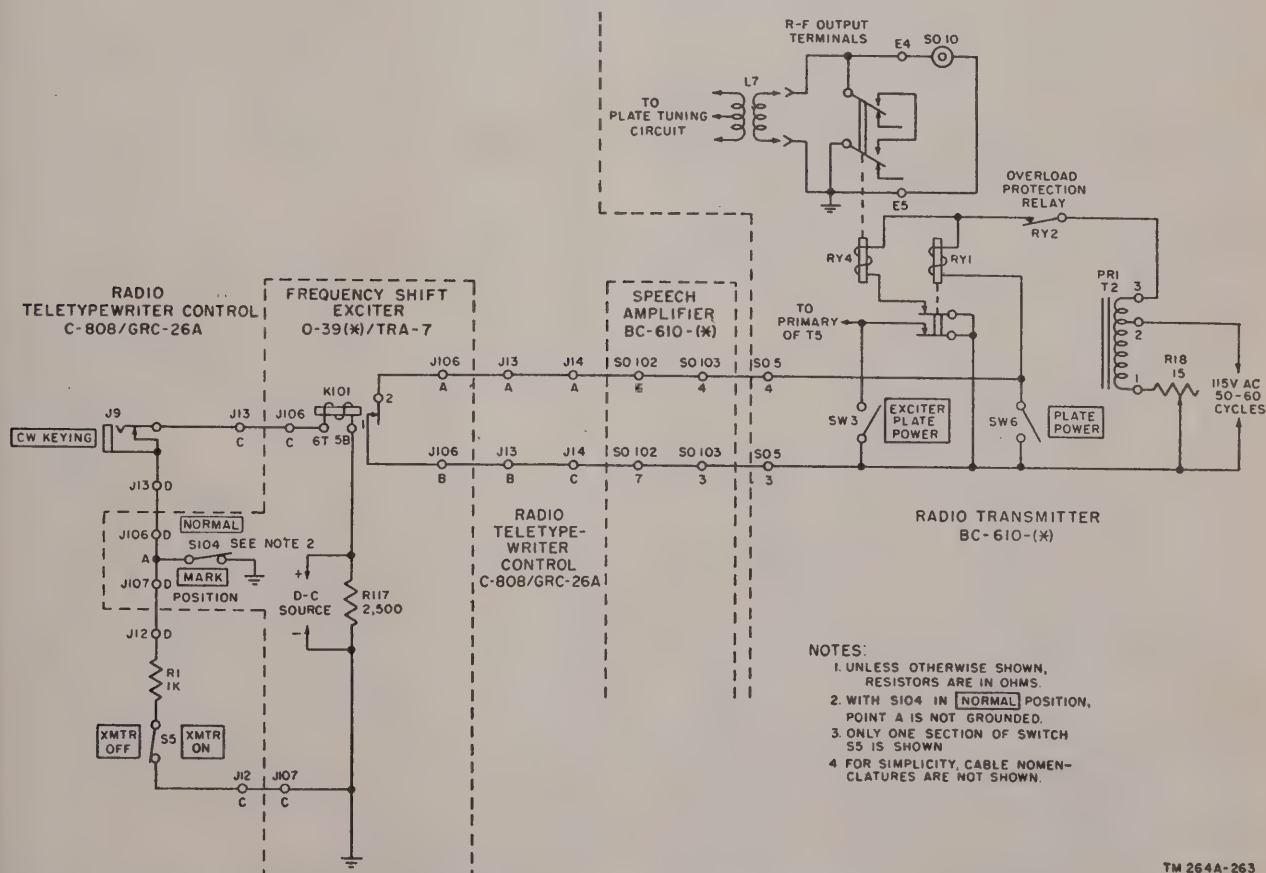 R-F OUTPUT
TERMINALS
E4
SO 10
L7
TO
PLATE TUNING
CIRCUIT
E5
OVERLOAD
PROTECTION
RELAY
RY2
RY4
RY1
PRI
T2
3
2
1
R18
15
115V AC
50-60
CYCLES
TO
PRIMARY
OF T5
RADIO
TELETYPEWRITER CONTROL
C-808/GRC-26A
FREQUENCY SHIFT
EXCITER
O-39(*)/TRA-7
SPEECH
AMPLIFIER
BC-610-(*)
J106
A
J13
A
J14
A
SO 102
E
SO 103
4
SO 5
4
K101
2
1
6T 5B
J9
CW KEYING
J13
C
J106
C
SW3
EXCITER
PLATE
POWER
SW6
PLATE
POWER
J106
B
J13
B
J14
C
SO 102
7
SO 103
3
SO 5
3
J13 D
J106 D
NORMAL
S104 SEE NOTE 2
A
MARK
POSITION
J107 D
J12 D
R1
1K
XMTR
OFF
S5
XMTR
ON
J12
C
J107
C
+
D-C
SOURCE
-
R117
2,500
RADIO
TELETYPE-
WRITER
CONTROL
C-808/GRC-26A
RADIO TRANSMITTER
BC-610-(*)
NOTES:
1. UNLESS OTHERWISE SHOWN,
RESISTORS ARE IN OHMS.
2. WITH S104 IN NORMAL POSITION,
POINT A IS NOT GROUNDED.
3. ONLY ONE SECTION OF SWITCH
S5 IS SHOWN
4 FOR SIMPLICITY, CABLE NOMEN-
CLATURES ARE NOT SHOWN.
TM 264A-263